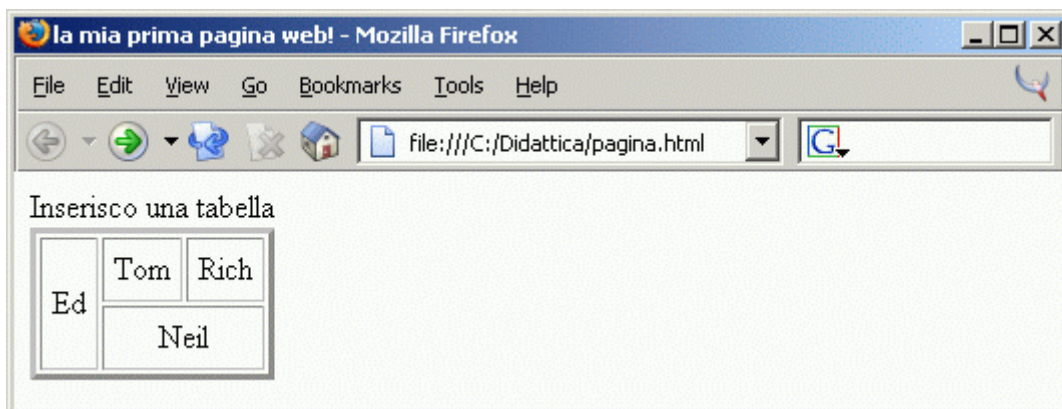 la mia prima pagina web! - Mozilla Firefox
File Edit View Go Bookmarks Tools Help
file:///C:/Didattica/pagina.html G
Inserisco una tabella
Ed Tom Rich
Neil